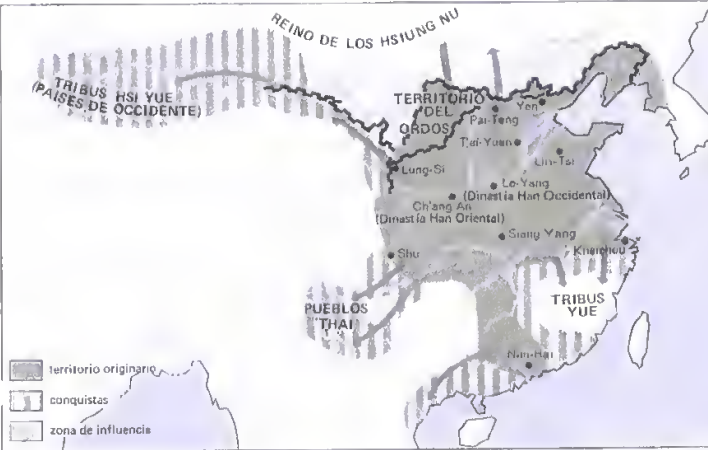 REINO DE LOS HSIUNG NU
TRIBUS HSI YUE
(PAÍSES DE OCCIDENTE)
TERRITORIO
DEL
ORDOS
Yen
Pai-Teng
Tai-Yuan
Lin-Tsi
Lung-Si
Lo-Yang
(Dinastía Han Occidental)
Ch'ang An
(Dinastía Han Oriental)
Siang Yang
Shu
PUEBLOS
THAI
TRIBUS
YUE
Nan-Hai
territorio originario
conquistas
zona de influencia